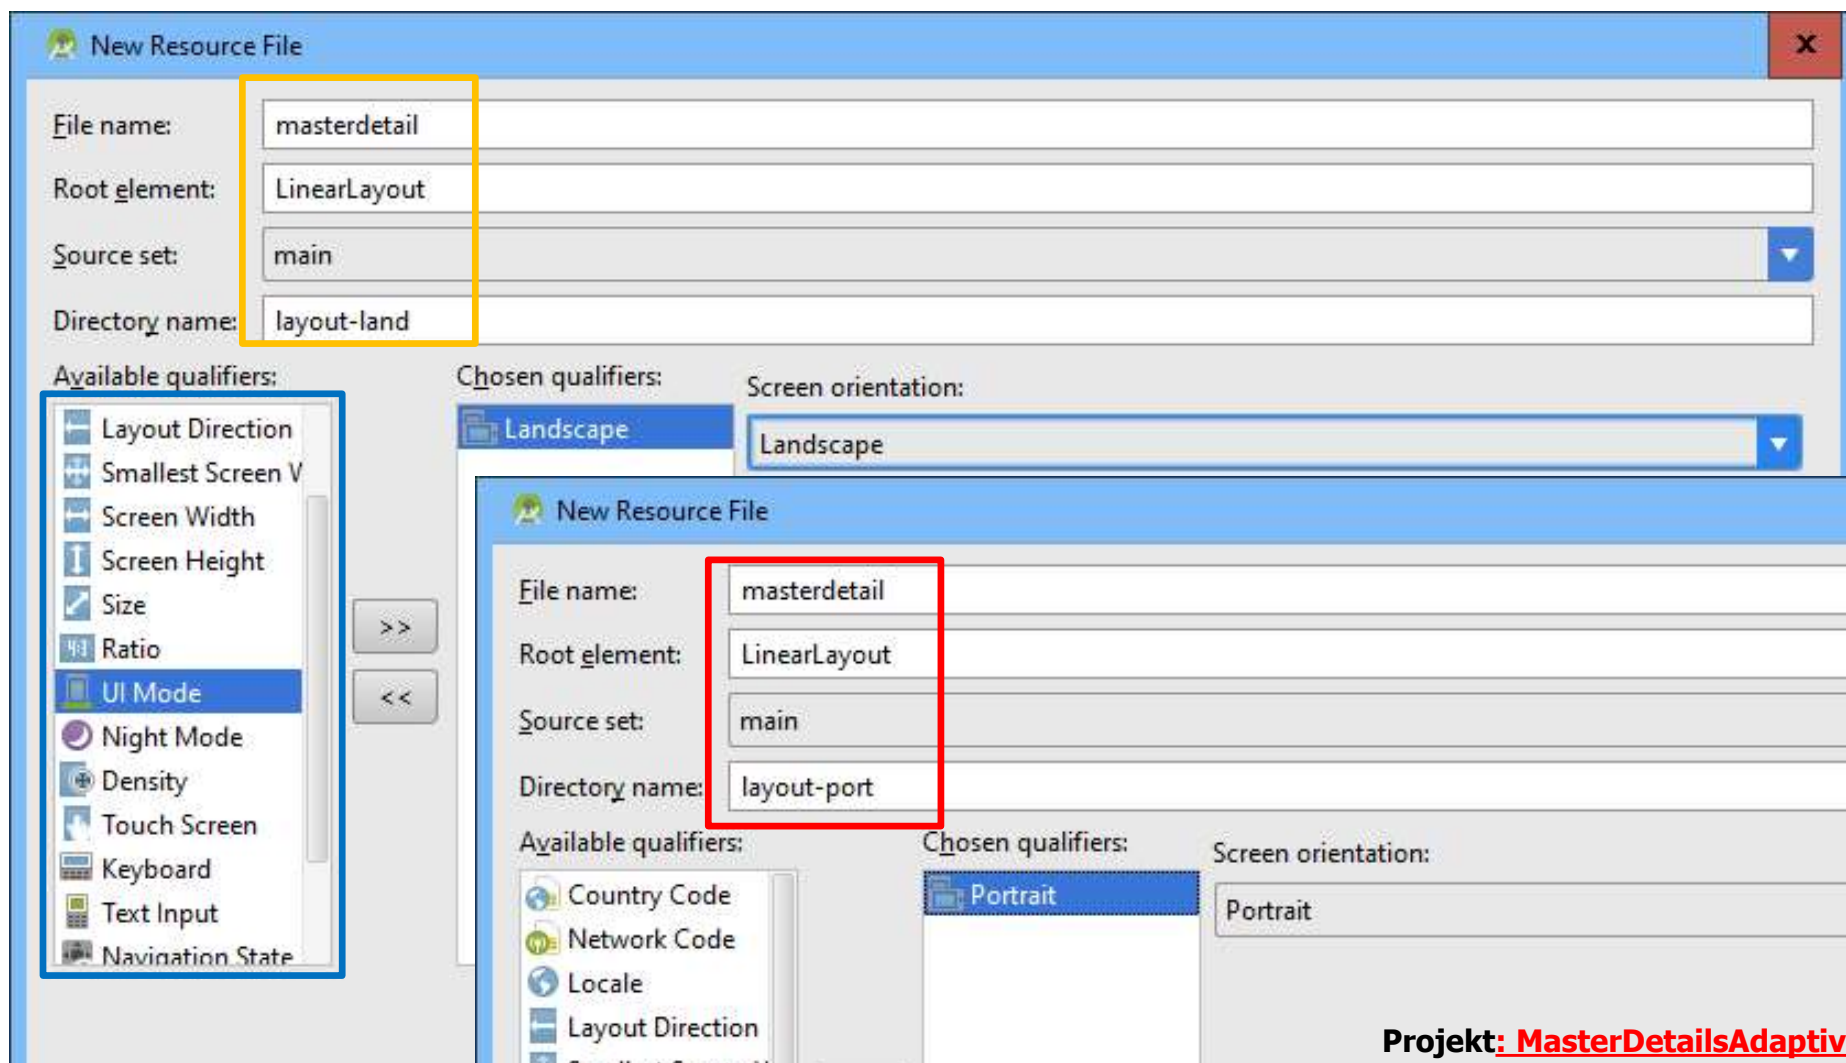 New Resource File
x
File name: masterdetail
Root element: LinearLayout
Source set: main
Directory name: layout-land
Available qualifiers:
Layout Direction
Smallest Screen
Screen Width
Screen Height
Size
Ratio
UI Mode
Night Mode
Density
Touch Screen
Keyboard
Text Input
Navigation State
>>
<<
Chosen qualifiers:
Landscape
Screen orientation:
Landscape
New Resource File
File name: masterdetail
Root element: LinearLayout
Source set: main
Directory name: layout-port
Available qualifiers:
Country Code
Network Code
Locale
Layout Direction
Chosen qualifiers:
Portrait
Screen orientation:
Portrait
Projekt: MasterDetailsAdaptiv